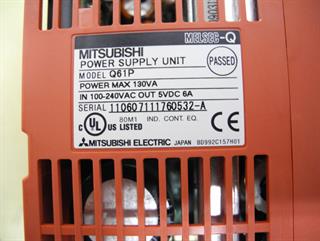 MELSEC-Q
MITSUBISHI
POWER SUPPLY UNIT
PASSED
MODEL Q61P
POWER MAX 130VA
IN 100-240VAC OUT 5VDC 6A
SERIAL 110607111760532-A
C UL US LISTED
80M1 IND. CONT. EQ.
MITSUBISHI ELECTRIC JAPAN BD992C157H01